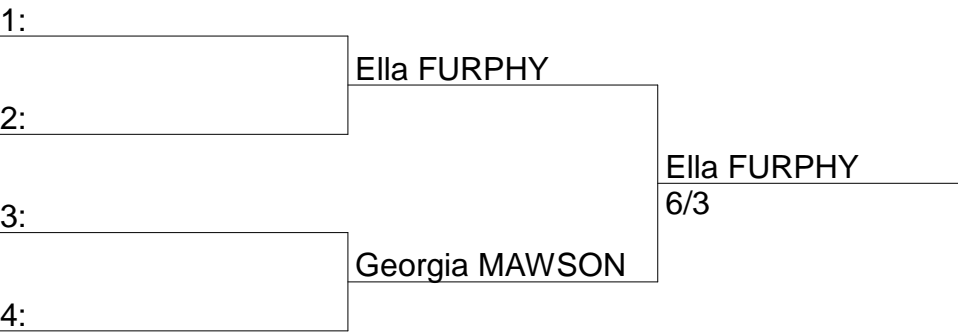 1:
Ella FURPHY
2:
Ella FURPHY
6/3
3:
Georgia MAWSON
4: